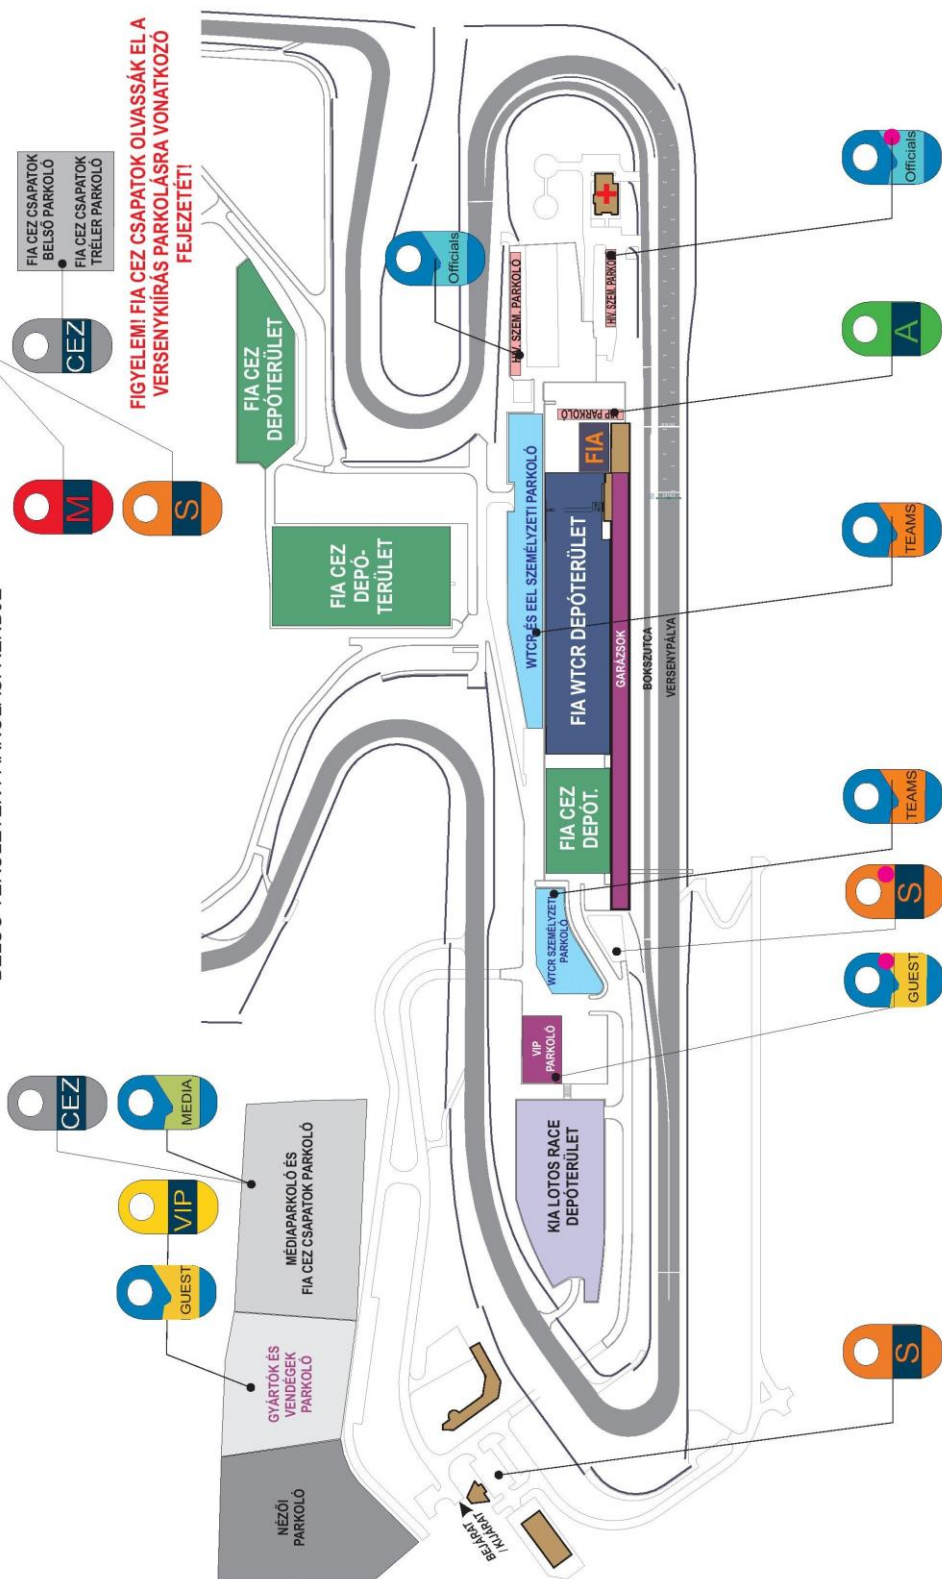 FIA CEZ CSAPATOK
BELSŐ PARKOLÓ
FIA CEZ CSAPATOK
TRÉLER PARKOLÓ
CEZ
M
S
FIGYELEM! FIA CEZ CSAPATOK OLVASSÁK EL A
VERSENYKIÍRÁS PARKOLÁSRA VONATKOZÓ
FEJEZETÉT!
CEZ
MEDIA
VIP
GUEST
MÉDIAPARKOLÓ ÉS
FIA CEZ CSAPATOK PARKOLÓ
GYÁRTÓK ÉS
VENDÉGEK
PARKOLÓ
NÉZŐI
PARKOLÓ
FIA CEZ
DEPÓTERÜLET
FIA CEZ
DEPÓ-
TERÜLET
Officials
HIV. SZEM. PARKOLÓ
HIV. SZEM. PARKOLÓ
VIP PARKOLÓ
FIA
WTCR ÉS EEL SZEMÉLYZETI PARKOLÓ
FIA WTCR DEPÓTERÜLET
GARÁZSOK
BOKSZUTCA
VERSENYPÁLYA
FIA CEZ
DEPÓT.
WTCR SZEMÉLYZETI
PARKOLÓ
VIP
PARKOLÓ
KIA LOTOS RACE
DEPÓTERÜLET
BEJÁRAT
/ KIJÁRAT
S
GUEST
S
TEAMS
TEAMS
A
Officials